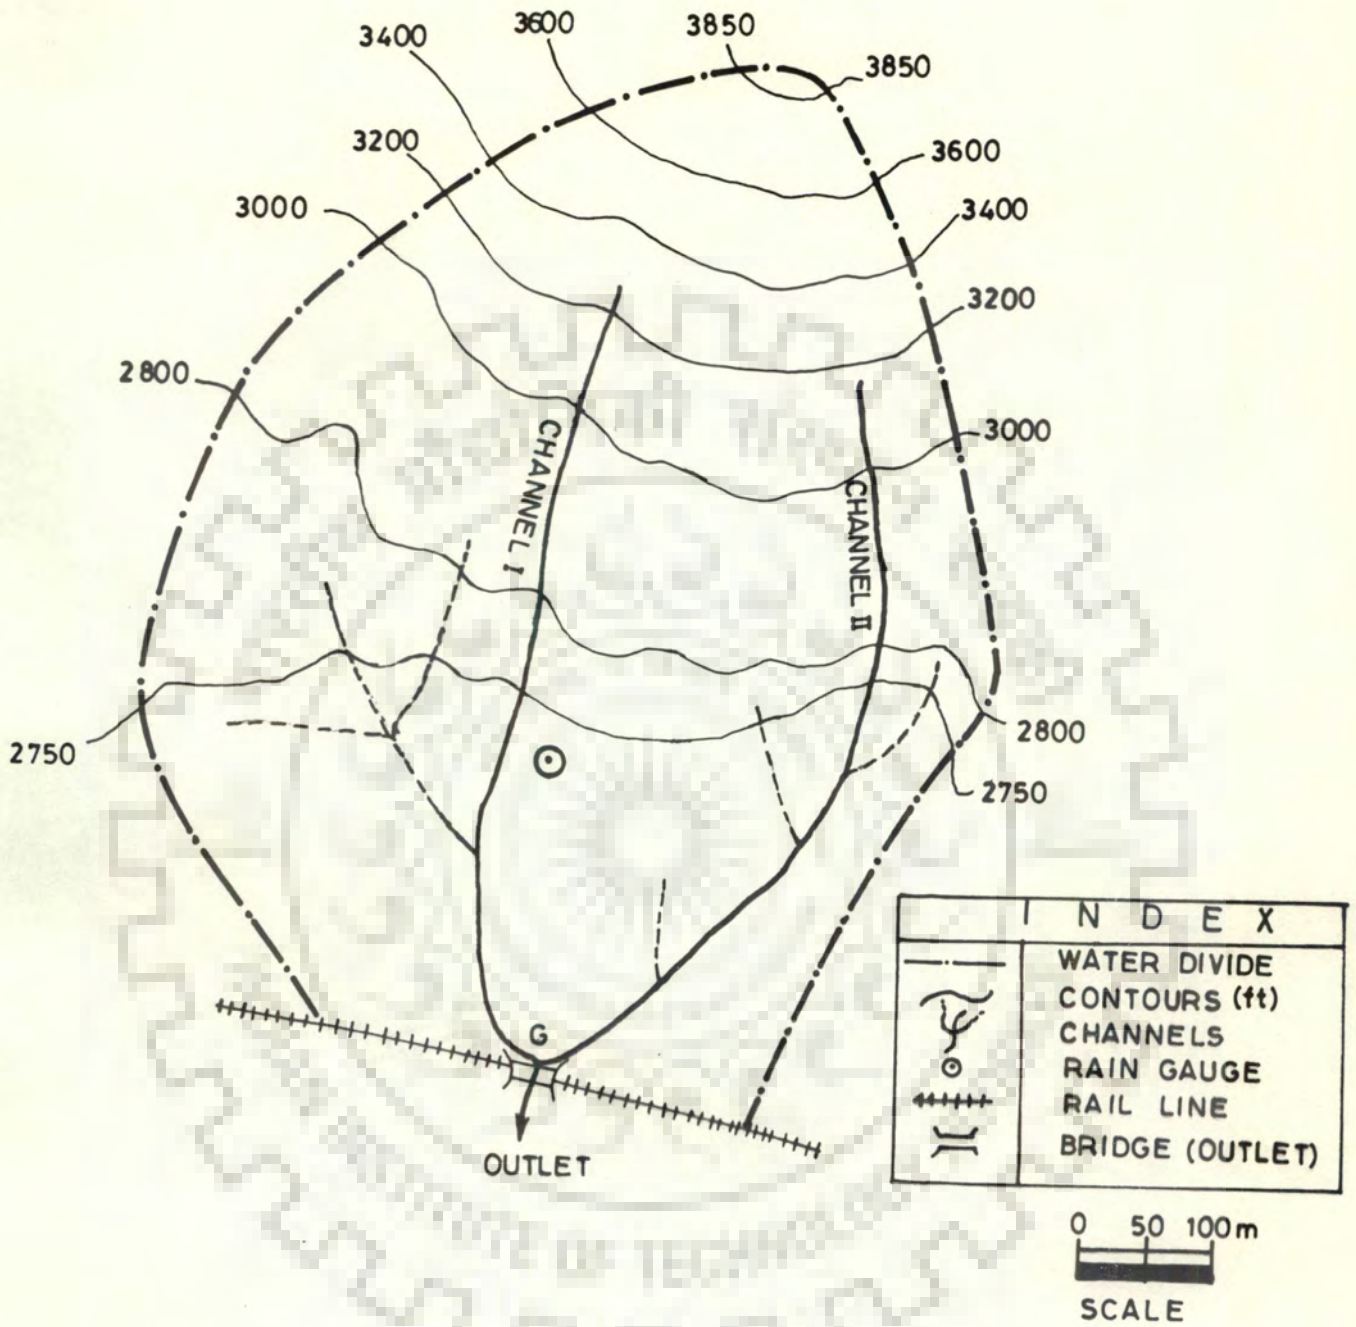 3600
3850
3400
3850
3200
3600
3000
3400
3200
2800
3000
CHANNEL I
CHANNEL II
2750
2800
2750
G
OUTLET
INDEX
WATER DIVIDE
CONTOURS (ft)
CHANNELS
RAIN GAUGE
RAIL LINE
BRIDGE (OUTLET)
0 50 100m
SCALE